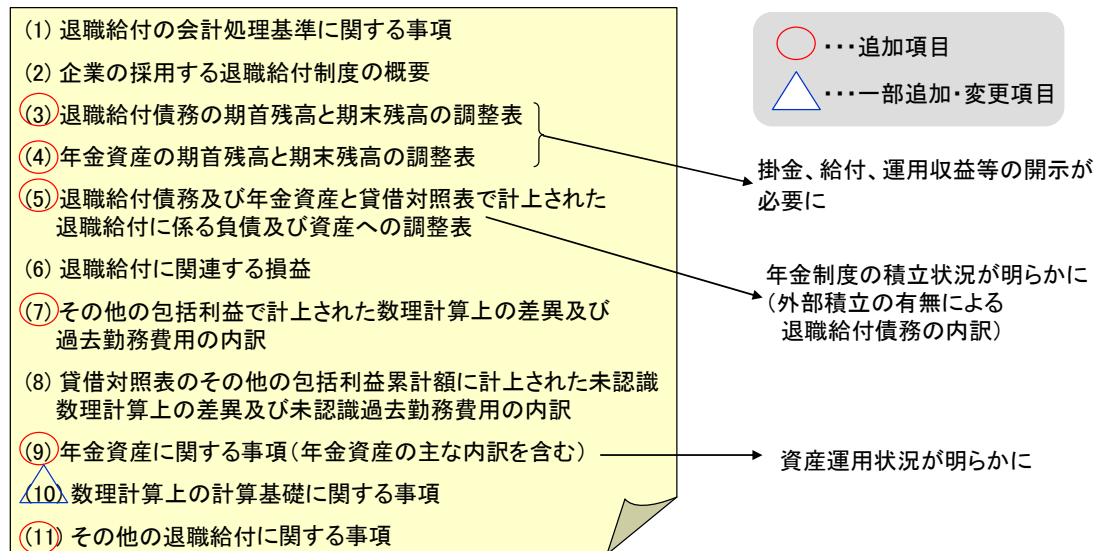 (1) 退職給付の会計処理基準に関する事項
(2) 企業の採用する退職給付制度の概要
(3) 退職給付債務の期首残高と期末残高の調整表
(4) 年金資産の期首残高と期末残高の調整表
(5) 退職給付債務及び年金資産と貸借対照表で計上された
退職給付に係る負債及び資産への調整表
(6) 退職給付に関連する損益
(7) その他の包括利益で計上された数理計算上の差異及び
過去勤務費用の内訳
(8) 貸借対照表のその他の包括利益累計額に計上された未認識
数理計算上の差異及び未認識過去勤務費用の内訳
(9) 年金資産に関する事項(年金資産の主な内訳を含む)
(10) 数理計算上の計算基礎に関する事項
(11) その他の退職給付に関する事項
・・・追加項目
・・・一部追加・変更項目
掛金、給付、運用収益等の開示が
必要に
年金制度の積立状況が明らかに
(外部積立の有無による
退職給付債務の内訳)
資産運用状況が明らかに